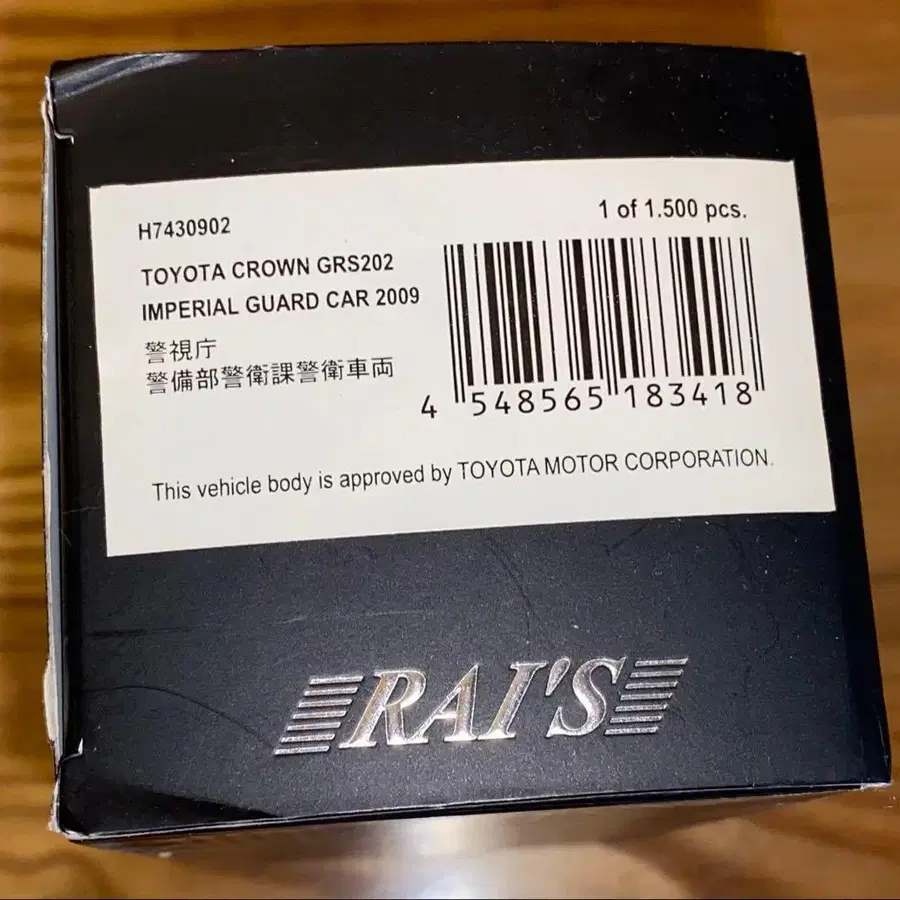 H7430902
1 of 1.500 pcs.
TOYOTA CROWN GRS202
IMPERIAL GUARD CAR 2009
警視庁
警備部警衛課警衛車両
4 548565 183418
This vehicle body is approved by TOYOTA MOTOR CORPORATION.
RAI'S